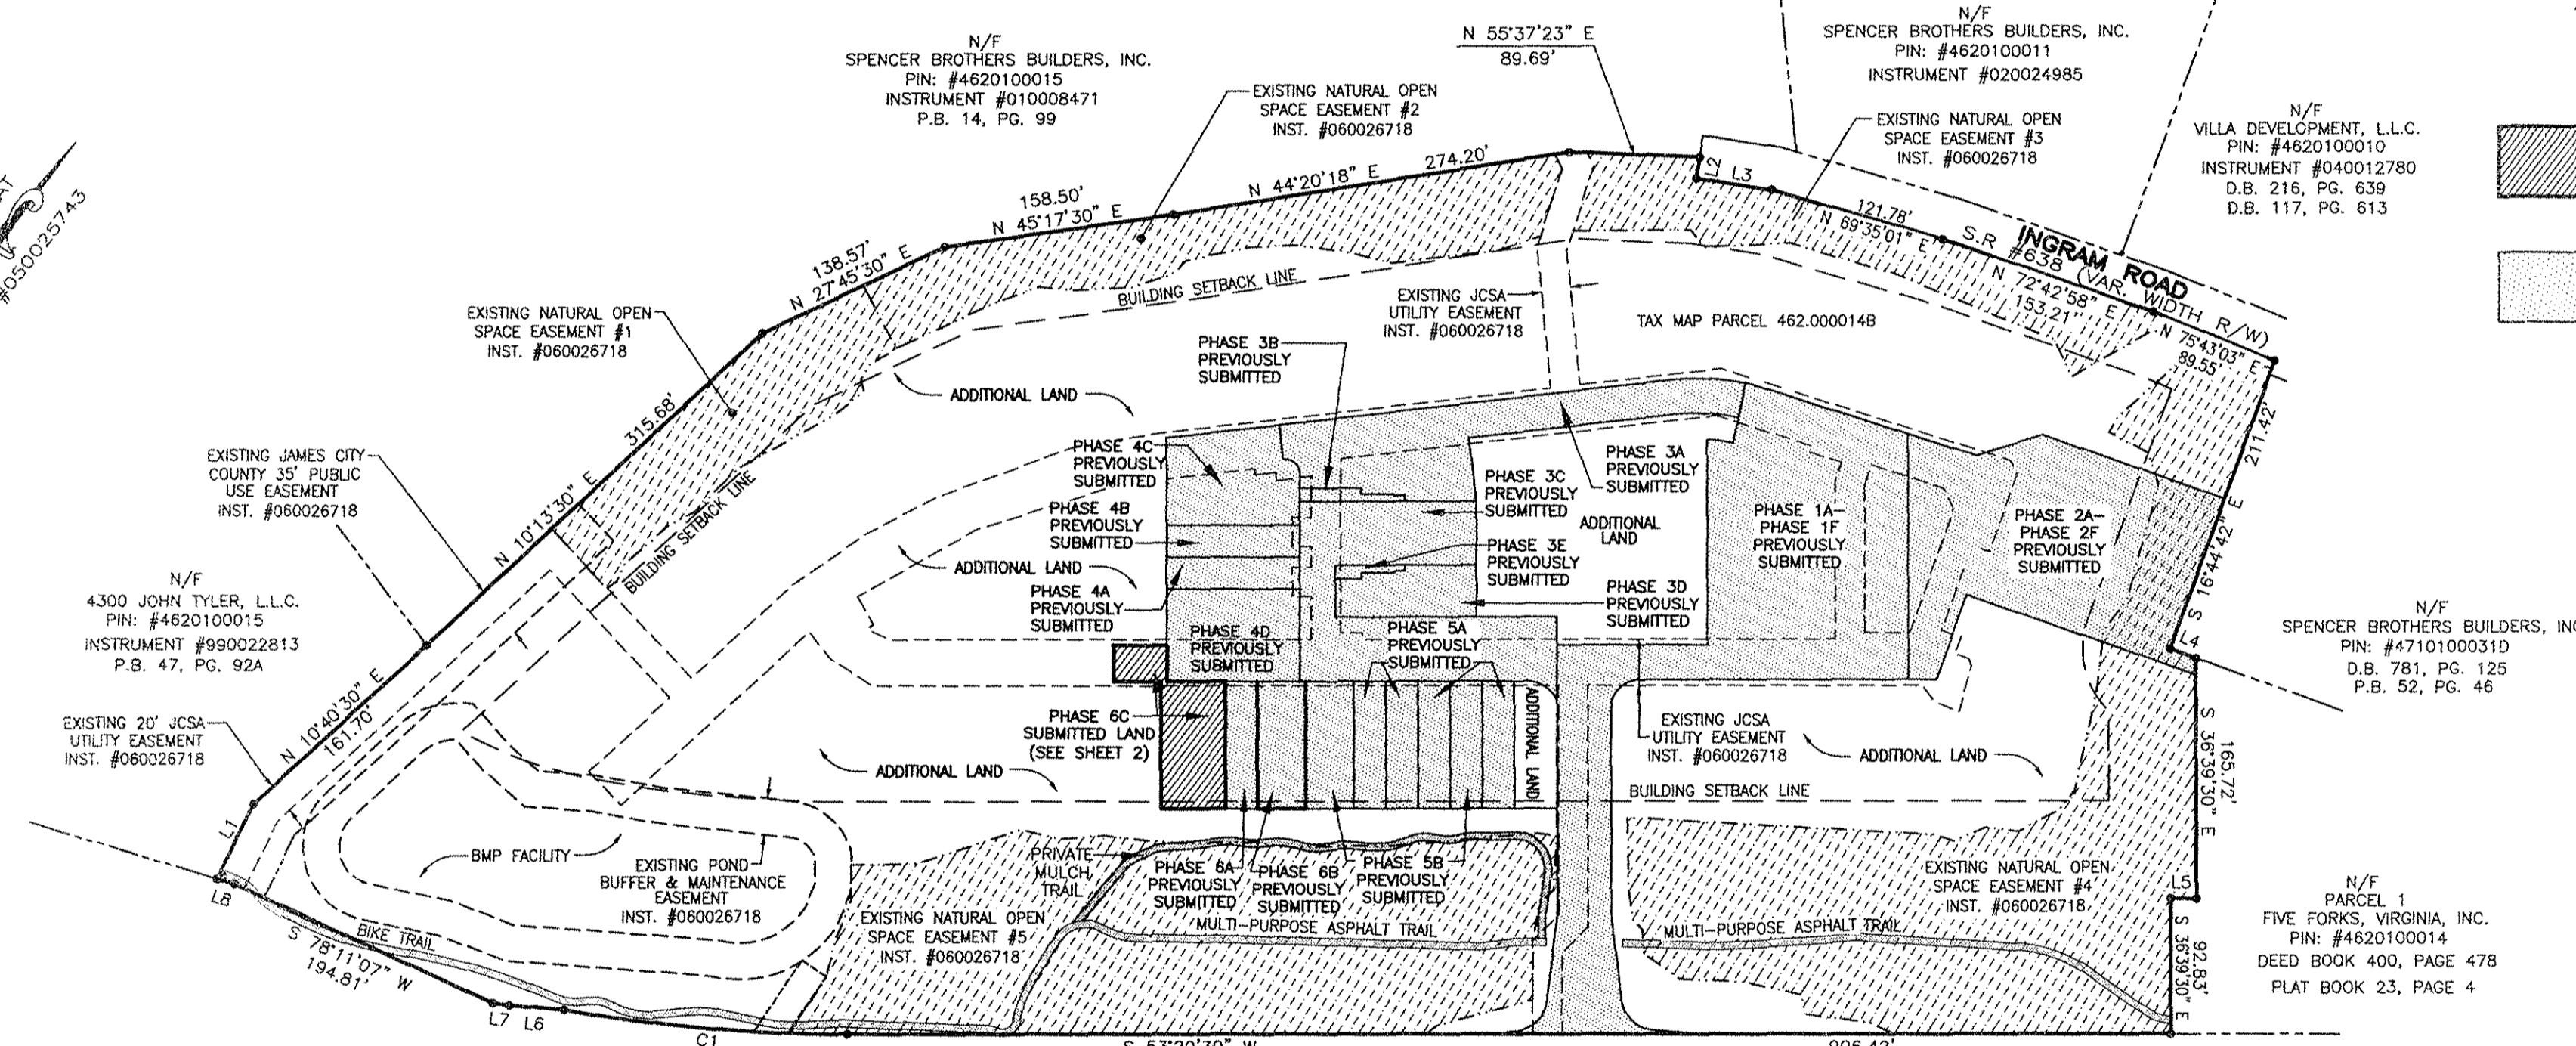 N/F
SPENCER BROTHERS BUILDERS, INC.
PIN: #4620100015
INSTRUMENT #010008471
P.B. 14, PG. 99
N 55°37'23" E
89.69'
N/F
SPENCER BROTHERS BUILDERS, INC.
PIN: #4620100011
INSTRUMENT #020024985
EXISTING NATURAL OPEN
SPACE EASEMENT #2
INST. #060026718
EXISTING NATURAL OPEN
SPACE EASEMENT #3
INST. #060026718
N/F
VILLA DEVELOPMENT, L.L.C.
PIN: #4620100010
INSTRUMENT #040012780
D.B. 216, PG. 639
D.B. 117, PG. 613
#0500025743
L2
L3
121.78'
N 69°35'01" E
INGRAM ROAD
S.R #638 (VAR. WIDTH R/W)
N 72°42'58" E
153.21'
N 75°43'03" E
89.55'
274.20'
N 44°20'18" E
158.50'
N 45°17'30" E
138.57'
N 27°45'30" E
BUILDING SETBACK LINE
EXISTING JCSA
UTILITY EASEMENT
INST. #060026718
TAX MAP PARCEL 462.000014B
EXISTING NATURAL OPEN
SPACE EASEMENT #1
INST. #060026718
PHASE 3B
PREVIOUSLY
SUBMITTED
ADDITIONAL LAND
315.68'
N 10°13'30" E
211.42'
S 16°44'42" E
EXISTING JAMES CITY
COUNTY 35' PUBLIC
USE EASEMENT
INST. #060026718
BUILDING SETBACK LINE
PHASE 4C
PREVIOUSLY
SUBMITTED
PHASE 3A
PREVIOUSLY
SUBMITTED
PHASE 3C
PREVIOUSLY
SUBMITTED
PHASE 4B
PREVIOUSLY
SUBMITTED
ADDITIONAL
LAND
PHASE 1A-
PHASE 1F
PREVIOUSLY
SUBMITTED
PHASE 2A-
PHASE 2F
PREVIOUSLY
SUBMITTED
PHASE 3E
PREVIOUSLY
SUBMITTED
ADDITIONAL LAND
PHASE 4A
PREVIOUSLY
SUBMITTED
PHASE 3D
PREVIOUSLY
SUBMITTED
N/F
4300 JOHN TYLER, L.L.C.
PIN: #4620100015
INSTRUMENT #990022813
P.B. 47, PG. 92A
PHASE 4D
PREVIOUSLY
SUBMITTED
PHASE 5A
PREVIOUSLY
SUBMITTED
L4
N/F
SPENCER BROTHERS BUILDERS, INC
PIN: #4710100031D
D.B. 781, PG. 125
P.B. 52, PG. 46
N 10°40'30" E
161.70'
EXISTING 20' JCSA
UTILITY EASEMENT
INST. #060026718
PHASE 6C
SUBMITTED LAND
(SEE SHEET 2)
ADDITIONAL LAND
EXISTING JCSA
UTILITY EASEMENT
INST. #060026718
ADDITIONAL LAND
S 36°39'30" E
165.72'
ADDITIONAL LAND
BUILDING SETBACK LINE
L1
BMP FACILITY
EXISTING POND
BUFFER & MAINTENANCE
EASEMENT
INST. #060026718
PRIVATE
MULCH
TRAIL
PHASE 6A
PREVIOUSLY
SUBMITTED
PHASE 6B
PREVIOUSLY
SUBMITTED
PHASE 5B
PREVIOUSLY
SUBMITTED
EXISTING NATURAL OPEN
SPACE EASEMENT #4
INST. #060026718
L5
L8
N/F
PARCEL 1
FIVE FORKS, VIRGINIA, INC.
PIN: #4620100014
DEED BOOK 400, PAGE 478
PLAT BOOK 23, PAGE 4
EXISTING NATURAL OPEN
SPACE EASEMENT #5
INST. #060026718
MULTI-PURPOSE ASPHALT TRAIL
MULTI-PURPOSE ASPHALT TRAIL
BIKE TRAIL
S 78°11'07" W
194.81'
S 36°39'30" E
92.83'
L7
L6
C1
S 53°20'30" W
906.42'